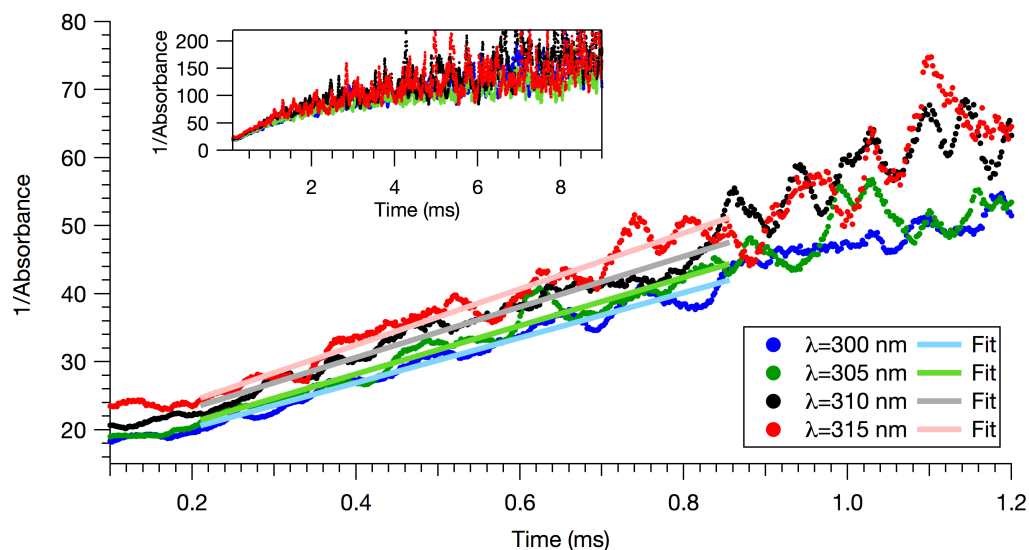 80
70
60
50
40
30
20
1/Absorbance
0.2
0.4
0.6
0.8
1.0
1.2
Time (ms)
200
150
100
50
0
1/Absorbance
2
4
6
8
Time (ms)
λ=300 nm Fit
λ=305 nm Fit
λ=310 nm Fit
λ=315 nm Fit